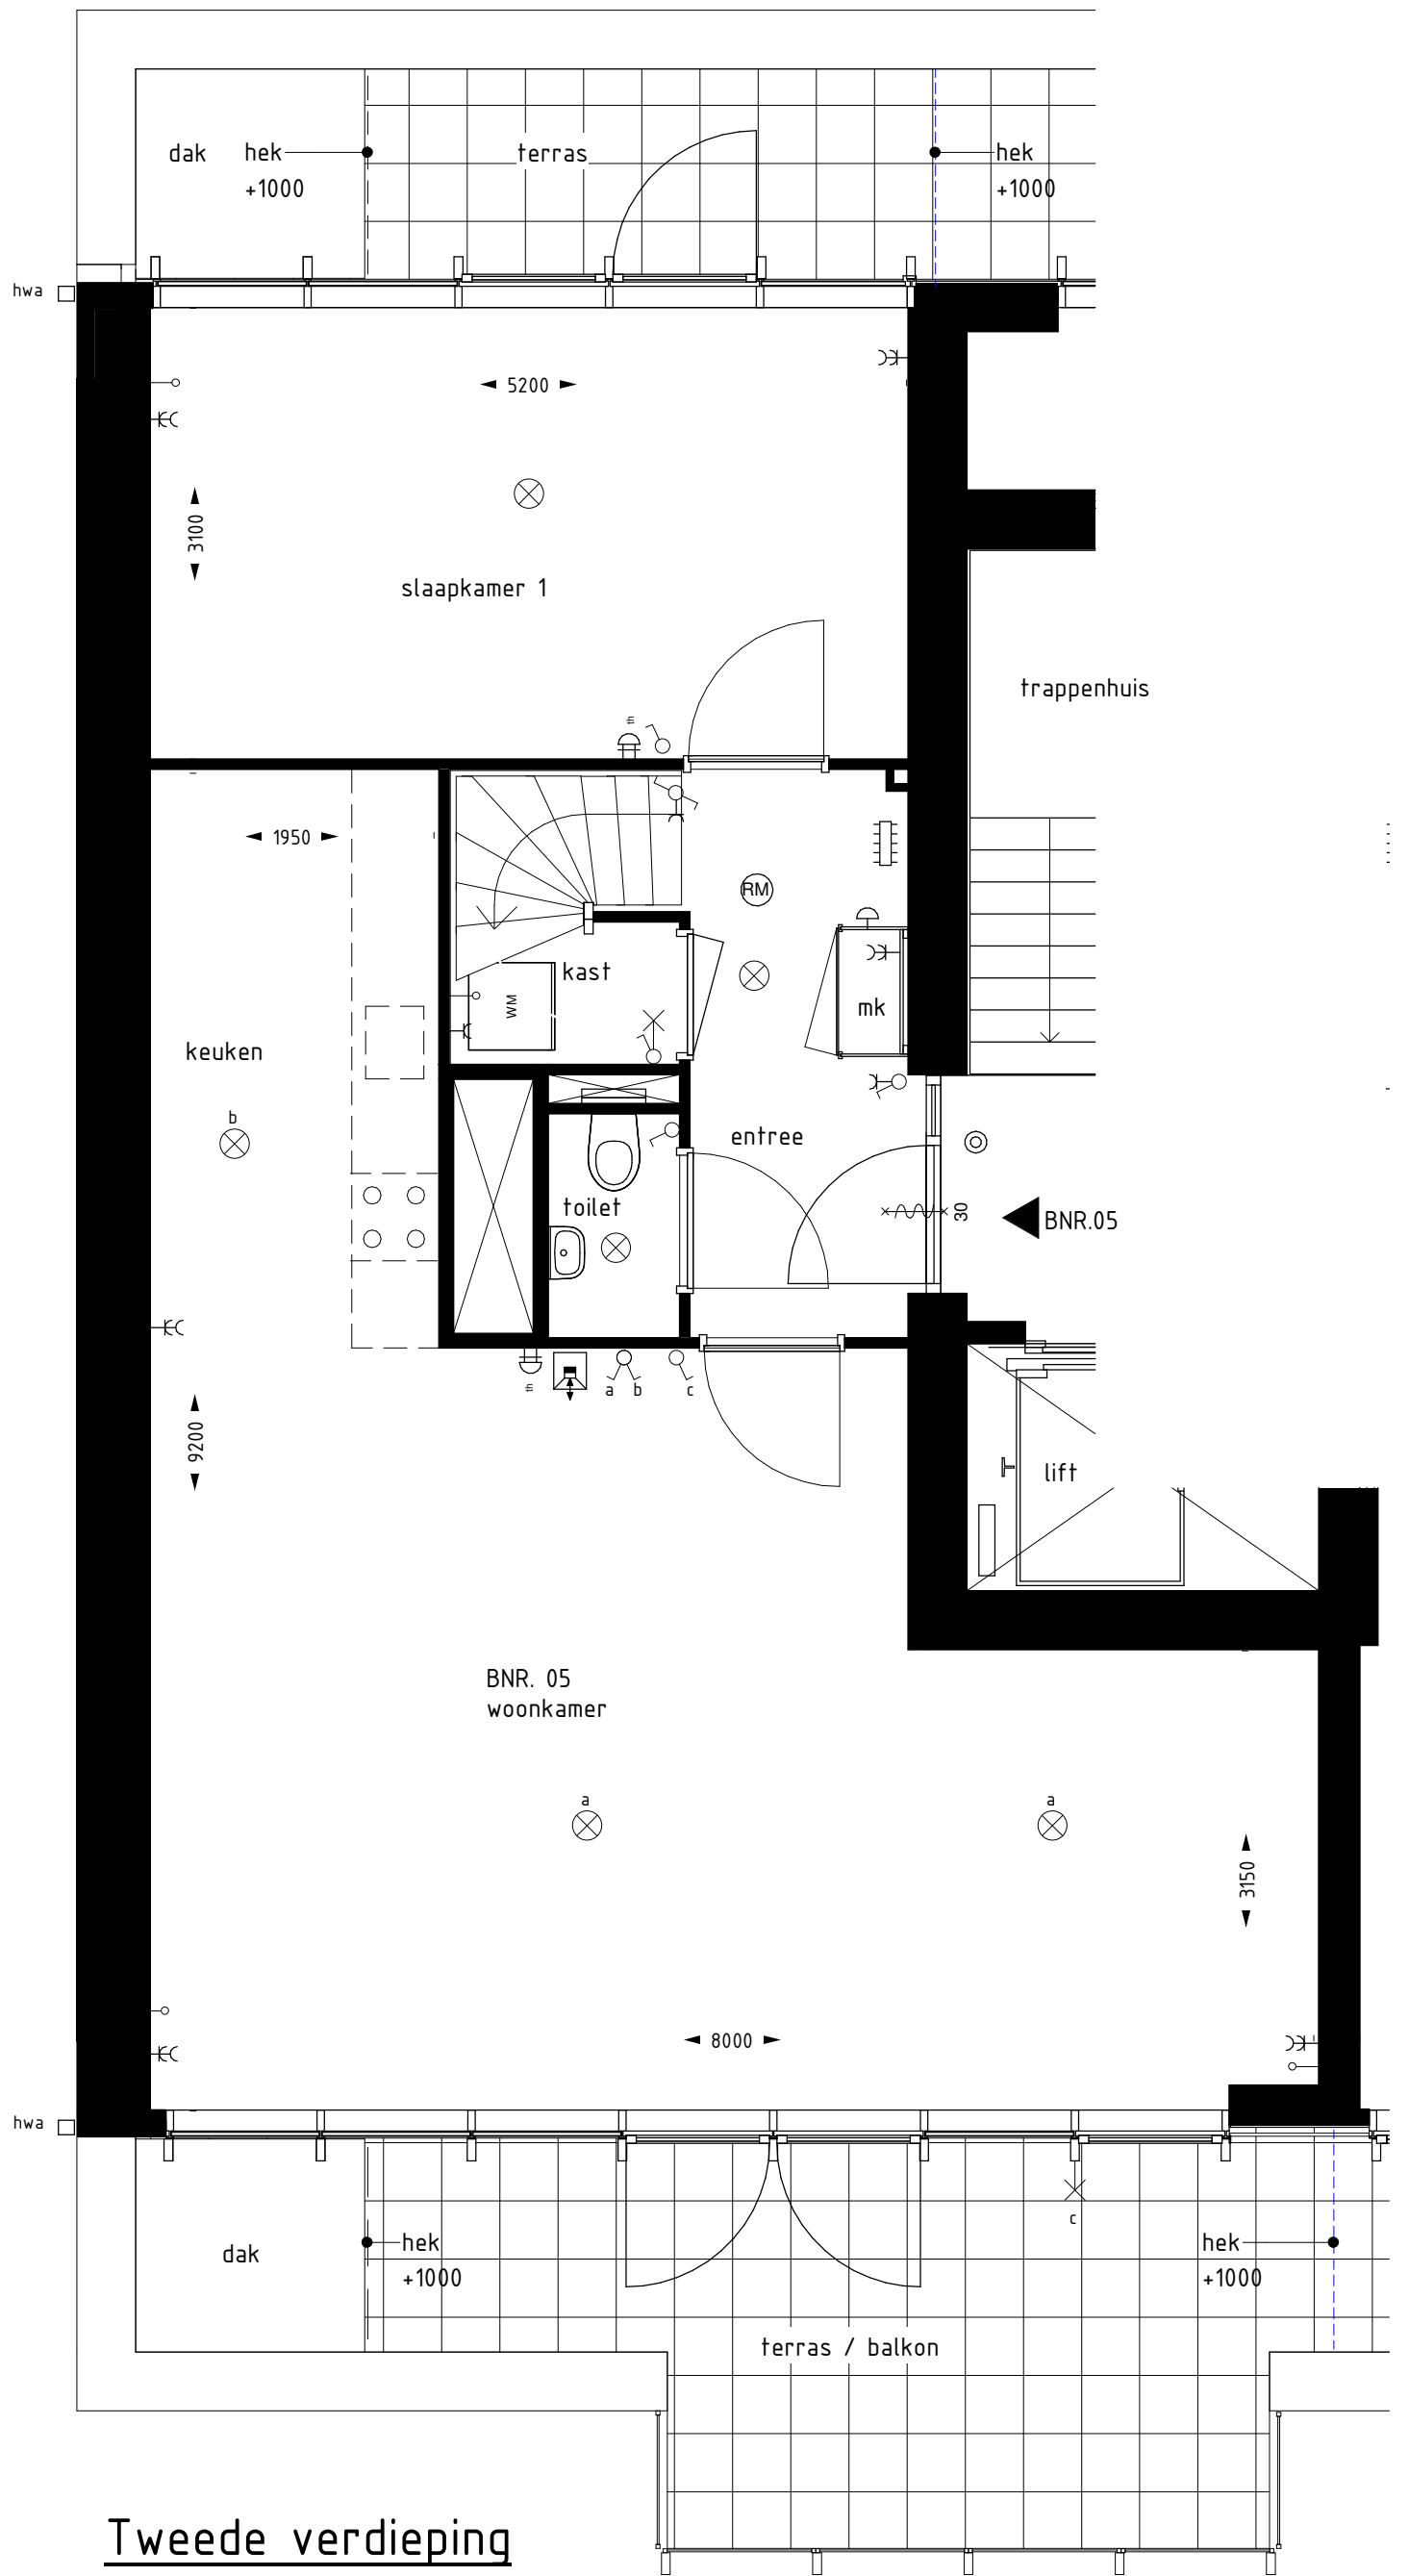 dak
hek
+1000
terras
hek
+1000
hwa
5200
3100
slaapkamer 1
trappenhuis
th
1950
RM
kast
WM
mk
keuken
b
entree
toilet
30
BNR.05
th
a
b
c
9200
lift
BNR. 05
woonkamer
a
a
3150
8000
hwa
c
dak
hek
+1000
hek
+1000
terras / balkon
Tweede verdieping